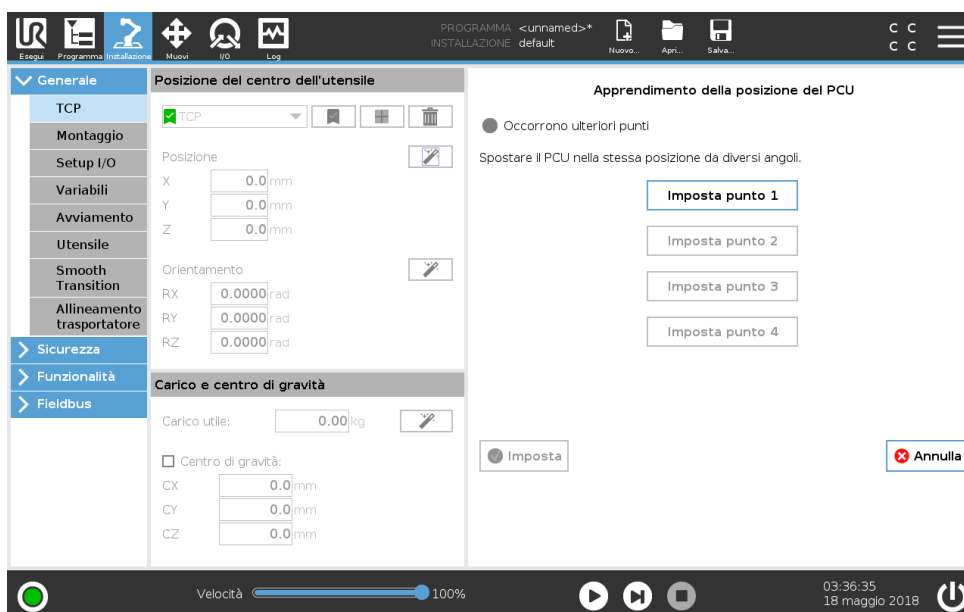 PROGRAMMA <unnamed>*
INSTALLAZIONE default
UR
Esegui
Programma
Installazione
Muovi
I/O
Log
Nuovo...
Apri...
Salva...
C C
C C
Generale
TCP
Montaggio
Setup I/O
Variabili
Avviamento
Utensile
Smooth
Transition
Allineamento
trasportatore
Sicurezza
Funzionalità
Fieldbus
Posizione del centro dell'utensile
TCP
Posizione
X 0.0 mm
Y 0.0 mm
Z 0.0 mm
Orientamento
RX 0.0000 rad
RY 0.0000 rad
RZ 0.0000 rad
Carico e centro di gravità
Carico utile: 0.00 kg
Centro di gravità:
CX 0.0 mm
CY 0.0 mm
CZ 0.0 mm
Apprendimento della posizione del PCU
Occorrono ulteriori punti
Spostare il PCU nella stessa posizione da diversi angoli.
Imposta punto 1
Imposta punto 2
Imposta punto 3
Imposta punto 4
Imposta
Annulla
Velocità 100%
03:36:35
18 maggio 2018